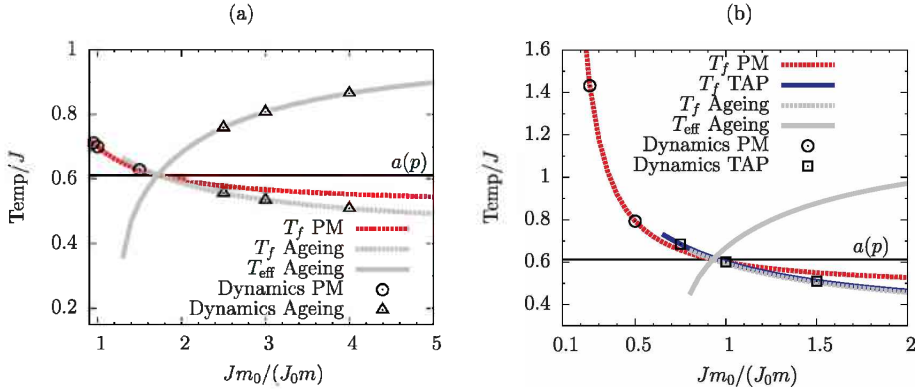 (a)
Temp/J
1
0.8
0.6
0.4
0.2
1
2
3
4
5
a(p)
T_f PM
T_f Ageing
T_eff Ageing
Dynamics PM
Dynamics Ageing
Jm_0/(J_0m)
(b)
Temp/J
1.6
1.4
1.2
1
0.8
0.6
0.4
0.1
0.5
1
1.5
2
T_f PM
T_f TAP
T_f Ageing
T_eff Ageing
Dynamics PM
Dynamics TAP
a(p)
Jm_0/(J_0m)